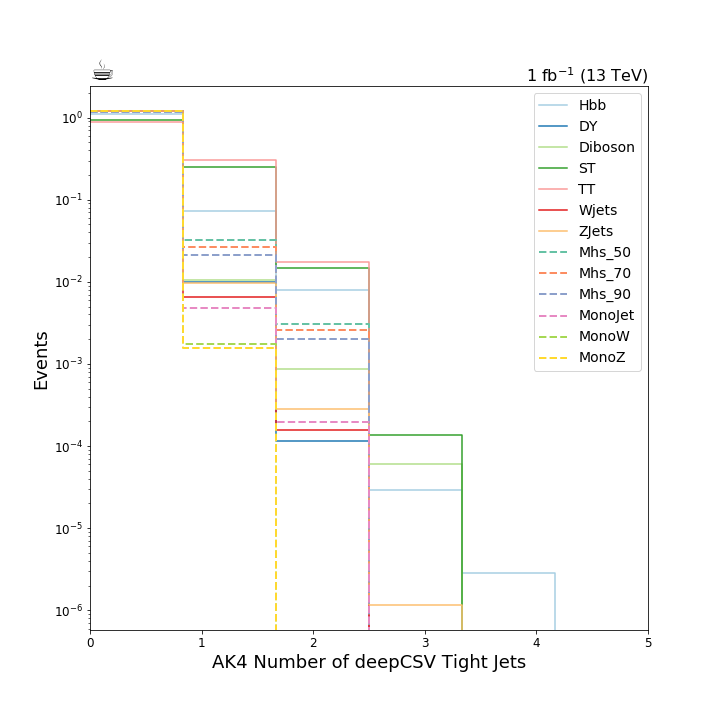 ☕ 1 fb⁻¹ (13 TeV)
Hbb
DY
Diboson
ST
TT
Wjets
ZJets
Mhs_50
Mhs_70
Mhs_90
MonoJet
MonoW
MonoZ
Events
10⁰
10⁻¹
10⁻²
10⁻³
10⁻⁴
10⁻⁵
10⁻⁶
0 1 2 3 4 5
AK4 Number of deepCSV Tight Jets